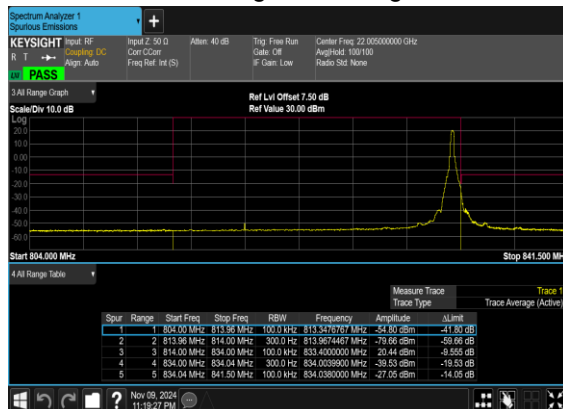 Spectrum Analyzer 1
Spurious Emissions
KEYSIGHT Input: RF Input Z: 50 Ω Atten: 40 dB Trig: Free Run Center Freq: 22.005000000 GHz
R T Coupling: DC Corr CCorr Gate: Off Avg|Hold: 100/100
Align: Auto Freq Ref: Int (S) IF Gain: Low Radio Std: None
LW PASS
3 All Range Graph
Ref Lvl Offset 7.50 dB
Scale/Div 10.0 dB Ref Value 30.00 dBm
Log
20.0
10.0
0.00
-10.0
-20.0
-30.0
-40.0
-50.0
-60.0
Start 804.000 MHz Stop 841.500 MHz
4 All Range Table
Measure Trace Trace 1
Trace Type Trace Average (Active)
Spur Range Start Freq Stop Freq RBW Frequency Amplitude ΔLimit
1 1 804.00 MHz 813.96 MHz 100.0 kHz 813.3476767 MHz -54.80 dBm -41.80 dB
2 2 813.96 MHz 814.00 MHz 300.0 Hz 813.9674467 MHz -79.66 dBm -59.66 dB
3 3 814.00 MHz 834.00 MHz 100.0 kHz 833.4000000 MHz 20.44 dBm -9.555 dB
4 4 834.00 MHz 834.04 MHz 300.0 Hz 834.0039900 MHz -39.53 dBm -19.53 dB
5 5 834.04 MHz 841.50 MHz 100.0 kHz 834.0380000 MHz -27.05 dBm -14.05 dB
Nov 09, 2024
11:19:27 PM